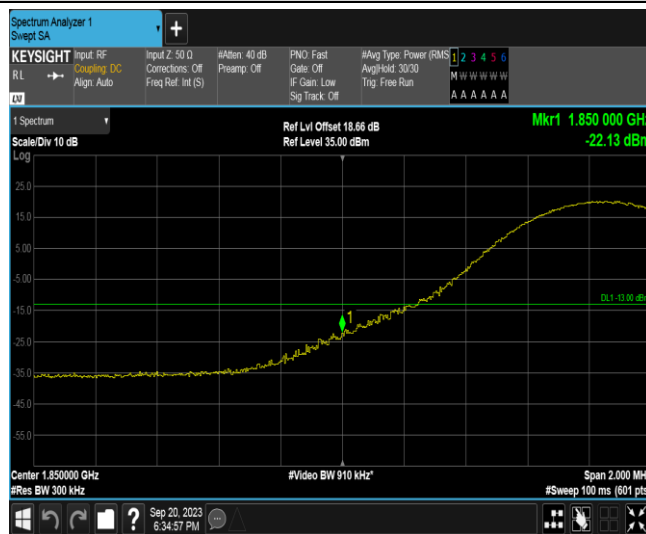 Spectrum Analyzer 1
Swept SA
+
KEYSIGHT
RL
LXI
Input: RF
Coupling: DC
Align: Auto
Input Z: 50 Ω
Corrections: Off
Freq Ref: Int (S)
#Atten: 40 dB
Preamp: Off
PNO: Fast
Gate: Off
IF Gain: Low
Sig Track: Off
#Avg Type: Power (RMS
Avg|Hold: 30/30
Trig: Free Run
1 2 3 4 5 6
M W W W W W
A A A A A A
1 Spectrum
Scale/Div 10 dB
Log
Ref Lvl Offset 18.66 dB
Ref Level 35.00 dBm
Mkr1 1.850 000 GHz
-22.13 dBm
25.0
15.0
5.00
-5.00
DL1 -13.00 dBm
-15.0
1
-25.0
-35.0
-45.0
-55.0
Center 1.850000 GHz
#Res BW 300 kHz
#Video BW 910 kHz*
Span 2.000 MH
#Sweep 100 ms (601 pts
?
Sep 20, 2023
6:34:57 PM